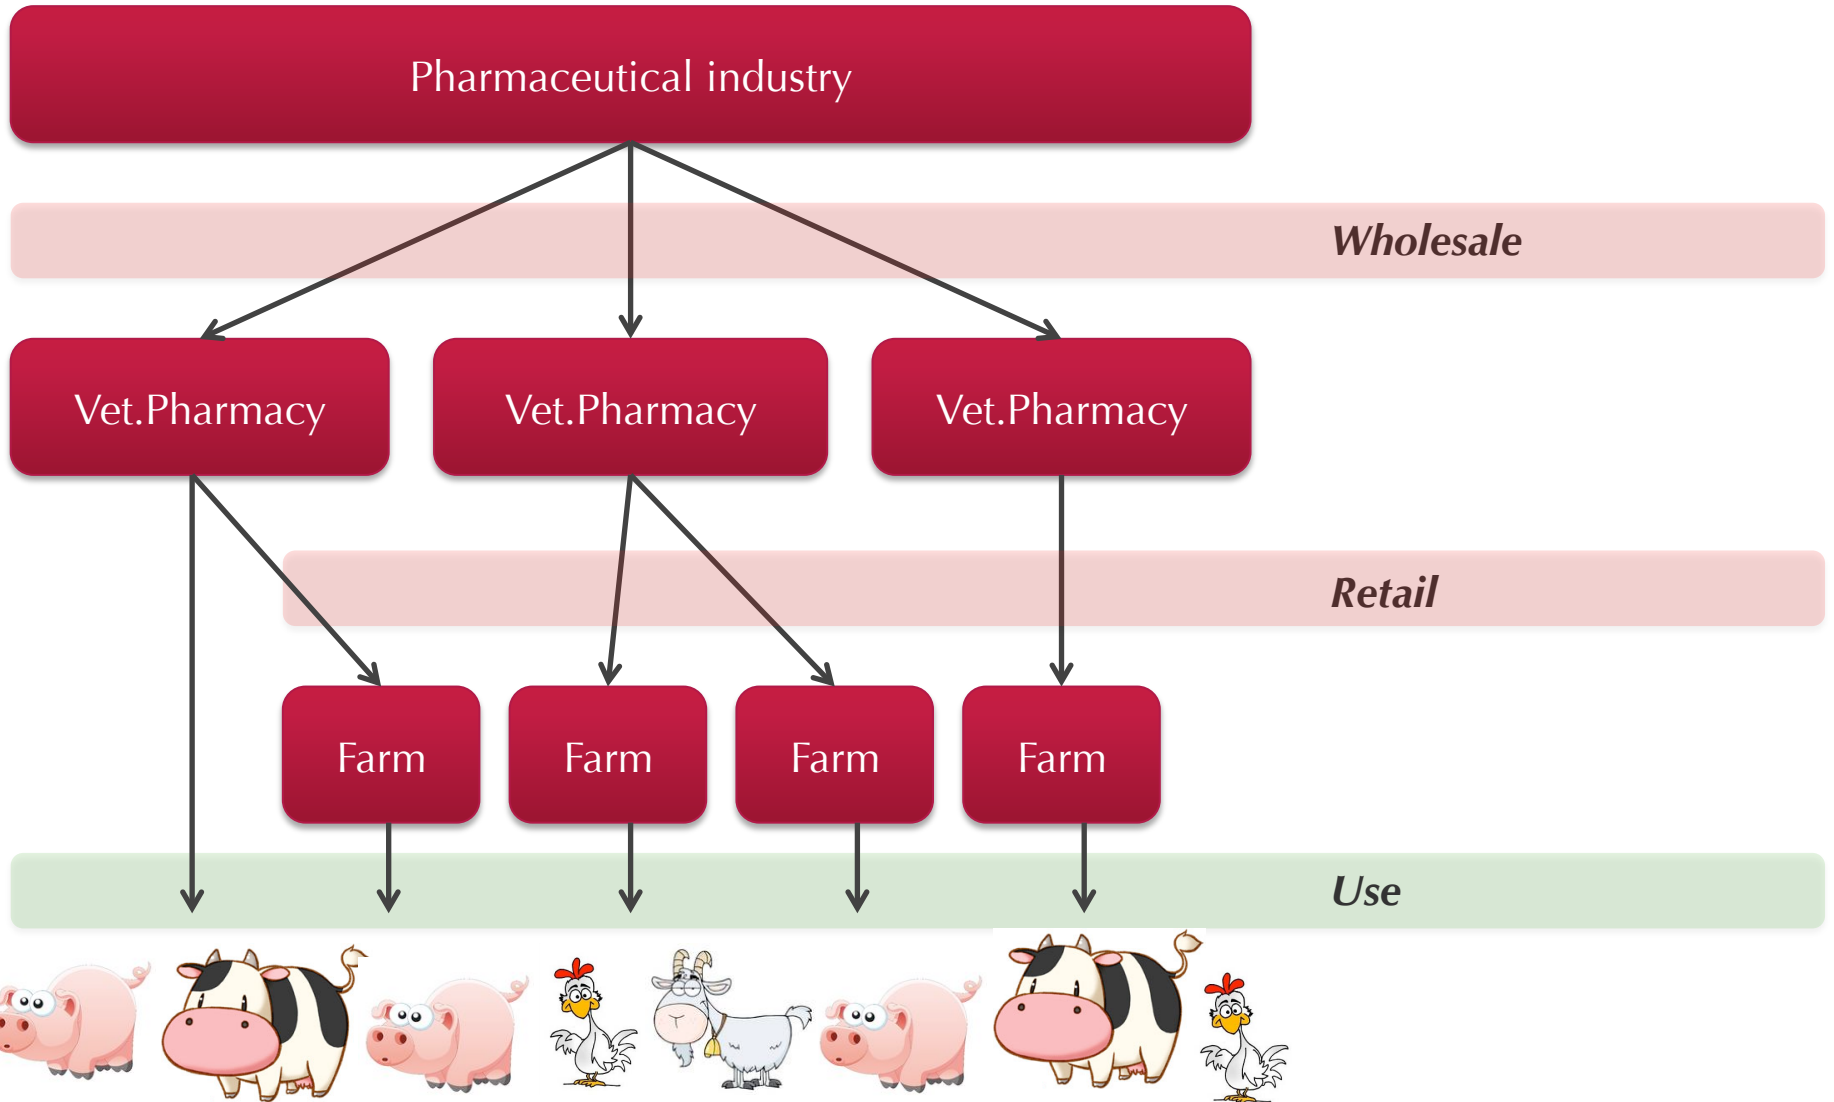 Pharmaceutical industry
Wholesale
Vet.Pharmacy
Vet.Pharmacy
Vet.Pharmacy
Retail
Farm
Farm
Farm
Farm
Use